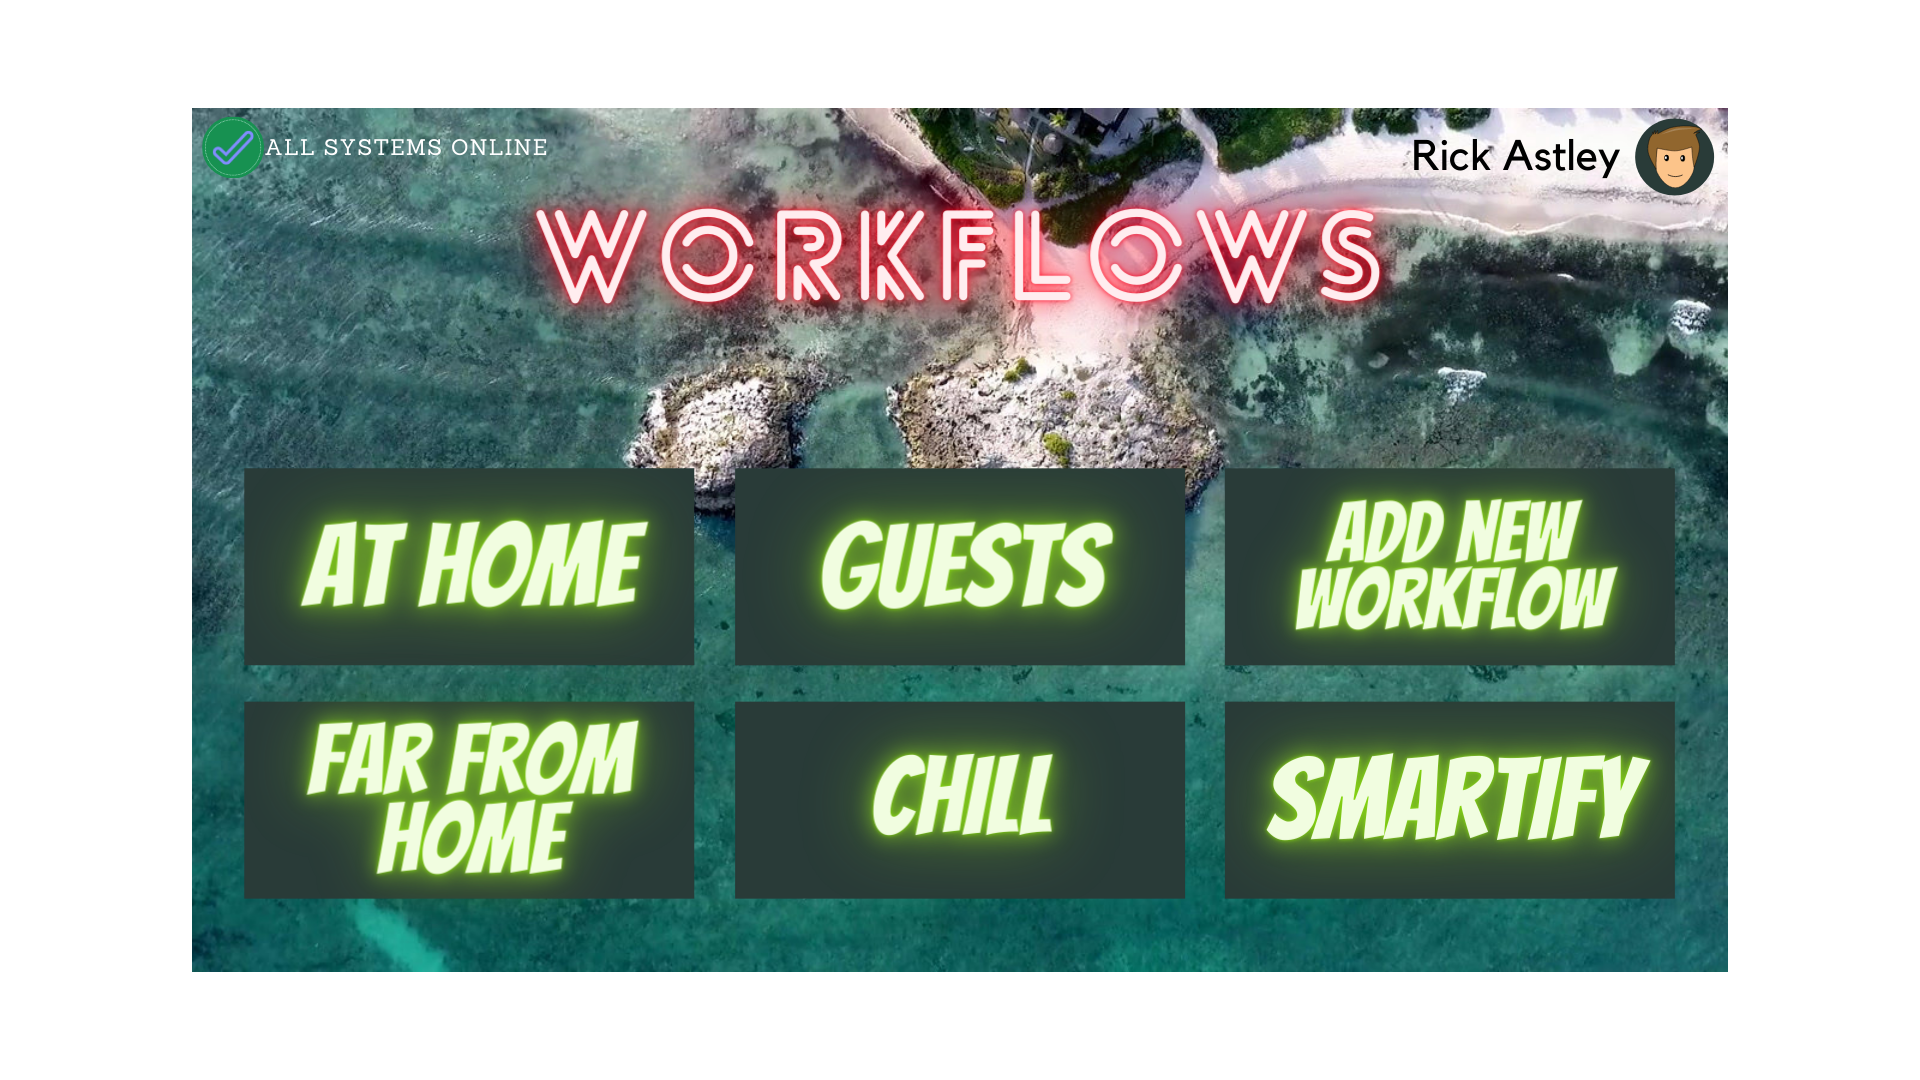 ALL SYSTEMS ONLINE
Rick Astley
WORKFLOWS
AT HOME
GUESTS
ADD NEW
WORKFLOW
FAR FROM
HOME
CHILL
SMARTIFY